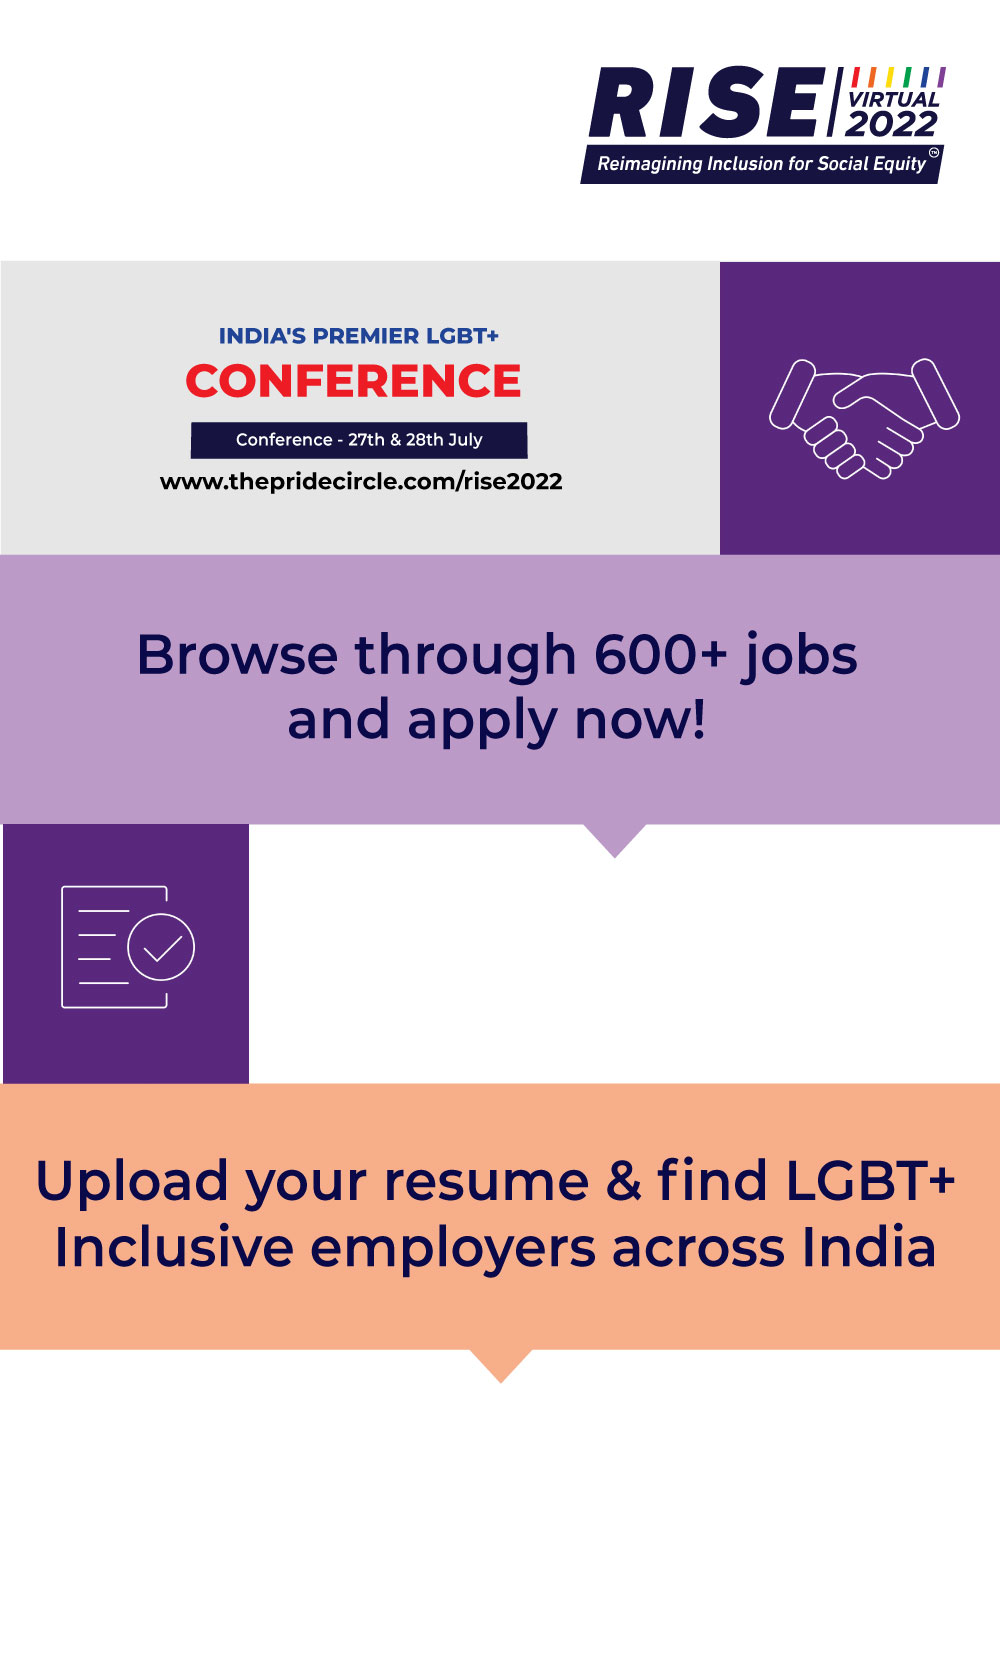 RISE
VIRTUAL
2022
Reimagining Inclusion for Social Equity™
INDIA'S PREMIER LGBT+
CONFERENCE
Conference - 27th & 28th July
www.thepridecircle.com/rise2022
Browse through 600+ jobs
and apply now!
Upload your resume & find LGBT+
Inclusive employers across India